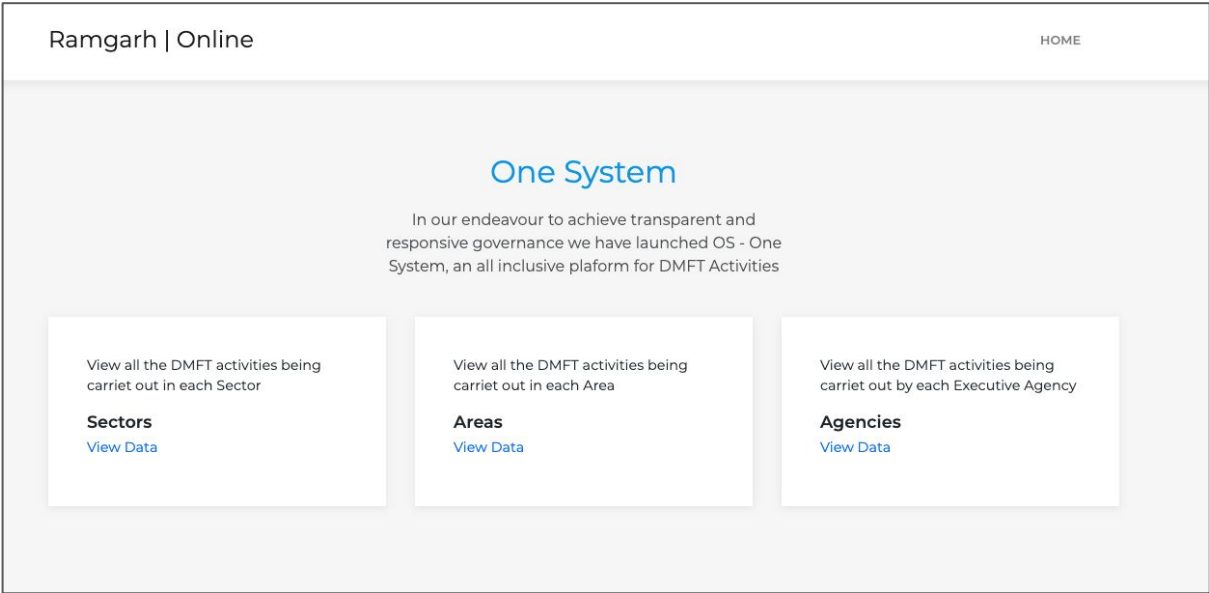 Ramgarh | Online
HOME
One System
In our endeavour to achieve transparent and
responsive governance we have launched OS - One
System, an all inclusive plaform for DMFT Activities
View all the DMFT activities being
carriet out in each Sector
Sectors
View Data
View all the DMFT activities being
carriet out in each Area
Areas
View Data
View all the DMFT activities being
carriet out by each Executive Agency
Agencies
View Data